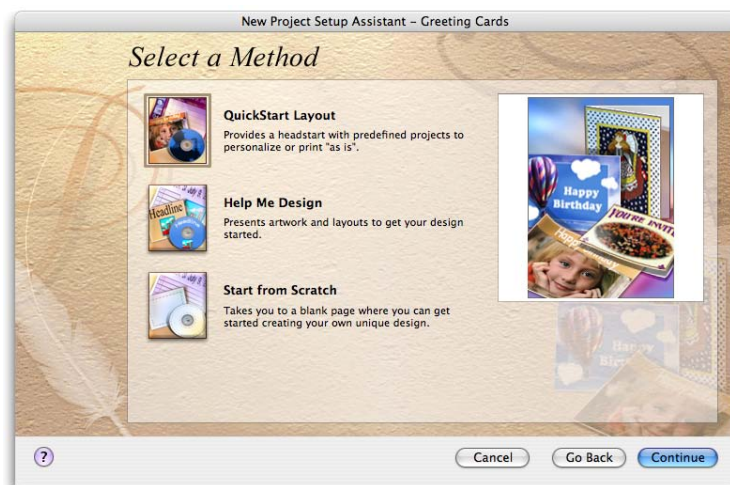 New Project Setup Assistant – Greeting Cards
Select a Method
QuickStart Layout
Provides a headstart with predefined projects to
personalize or print "as is".
Headline
Help Me Design
Presents artwork and layouts to get your design
started.
Start from Scratch
Takes you to a blank page where you can get
started creating your own unique design.
Happy
Birthday
YOU'RE INVITED
Happy
?
Cancel
Go Back
Continue